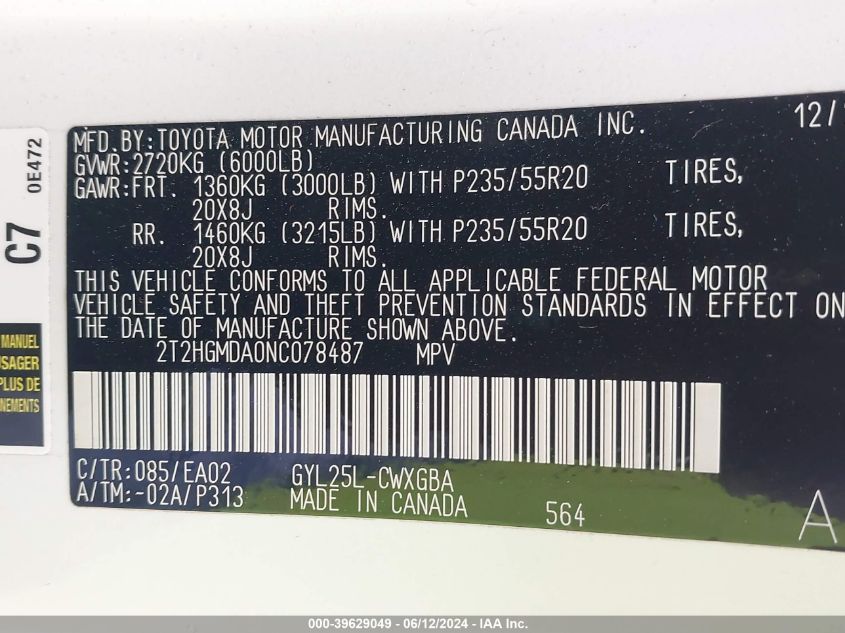 MFD.BY:TOYOTA MOTOR MANUFACTURING CANADA INC. 12/
GVWR:2720KG (6000LB)
GAWR:FRT. 1360KG (3000LB) WITH P235/55R20 TIRES,
20X8J RIMS.
RR. 1460KG (3215LB) WITH P235/55R20 TIRES,
20X8J RIMS.
THIS VEHICLE CONFORMS TO ALL APPLICABLE FEDERAL MOTOR
VEHICLE SAFETY AND THEFT PREVENTION STANDARDS IN EFFECT ON
THE DATE OF MANUFACTURE SHOWN ABOVE.
2T2HGMDA0NC078487 MPV
C/TR:085/EA02 GYL25L-CWXGBA
A/TM:-02A/P313 MADE IN CANADA 564 A
C7 0E472
MANUEL
USAGER
PLUS DE
NEMENTS
000-39629049 - 06/12/2024 - IAA Inc.